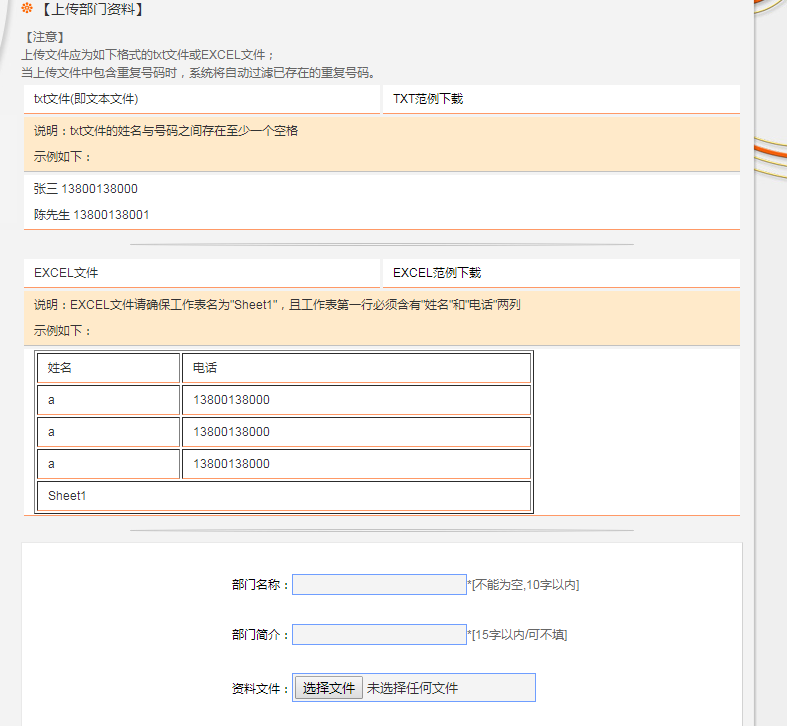 【上传部门资料】
【注意】
上传文件应为如下格式的txt文件或EXCEL文件；
当上传文件中包含重复号码时，系统将自动过滤已存在的重复号码。
txt文件(即文本文件) TXT范例下载
说明：txt文件的姓名与号码之间存在至少一个空格
示例如下：
张三 13800138000
陈先生 13800138001
EXCEL文件 EXCEL范例下载
说明：EXCEL文件请确保工作表名为"Sheet1"，且工作表第一行必须含有"姓名"和"电话"两列
示例如下：
姓名 电话
a 13800138000
a 13800138000
a 13800138000
Sheet1
部门名称：*[不能为空,10字以内]
部门简介：*[15字以内/可不填]
资料文件：选择文件 未选择任何文件